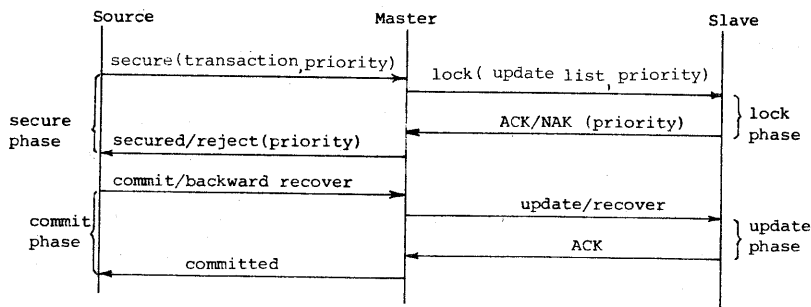 Source Master Slave
secure(transaction,priority)
lock( update list, priority)
secure
phase
ACK/NAK (priority)
lock
phase
secured/reject(priority)
commit/backward recover
commit
phase
update/recover
update
phase
ACK
committed